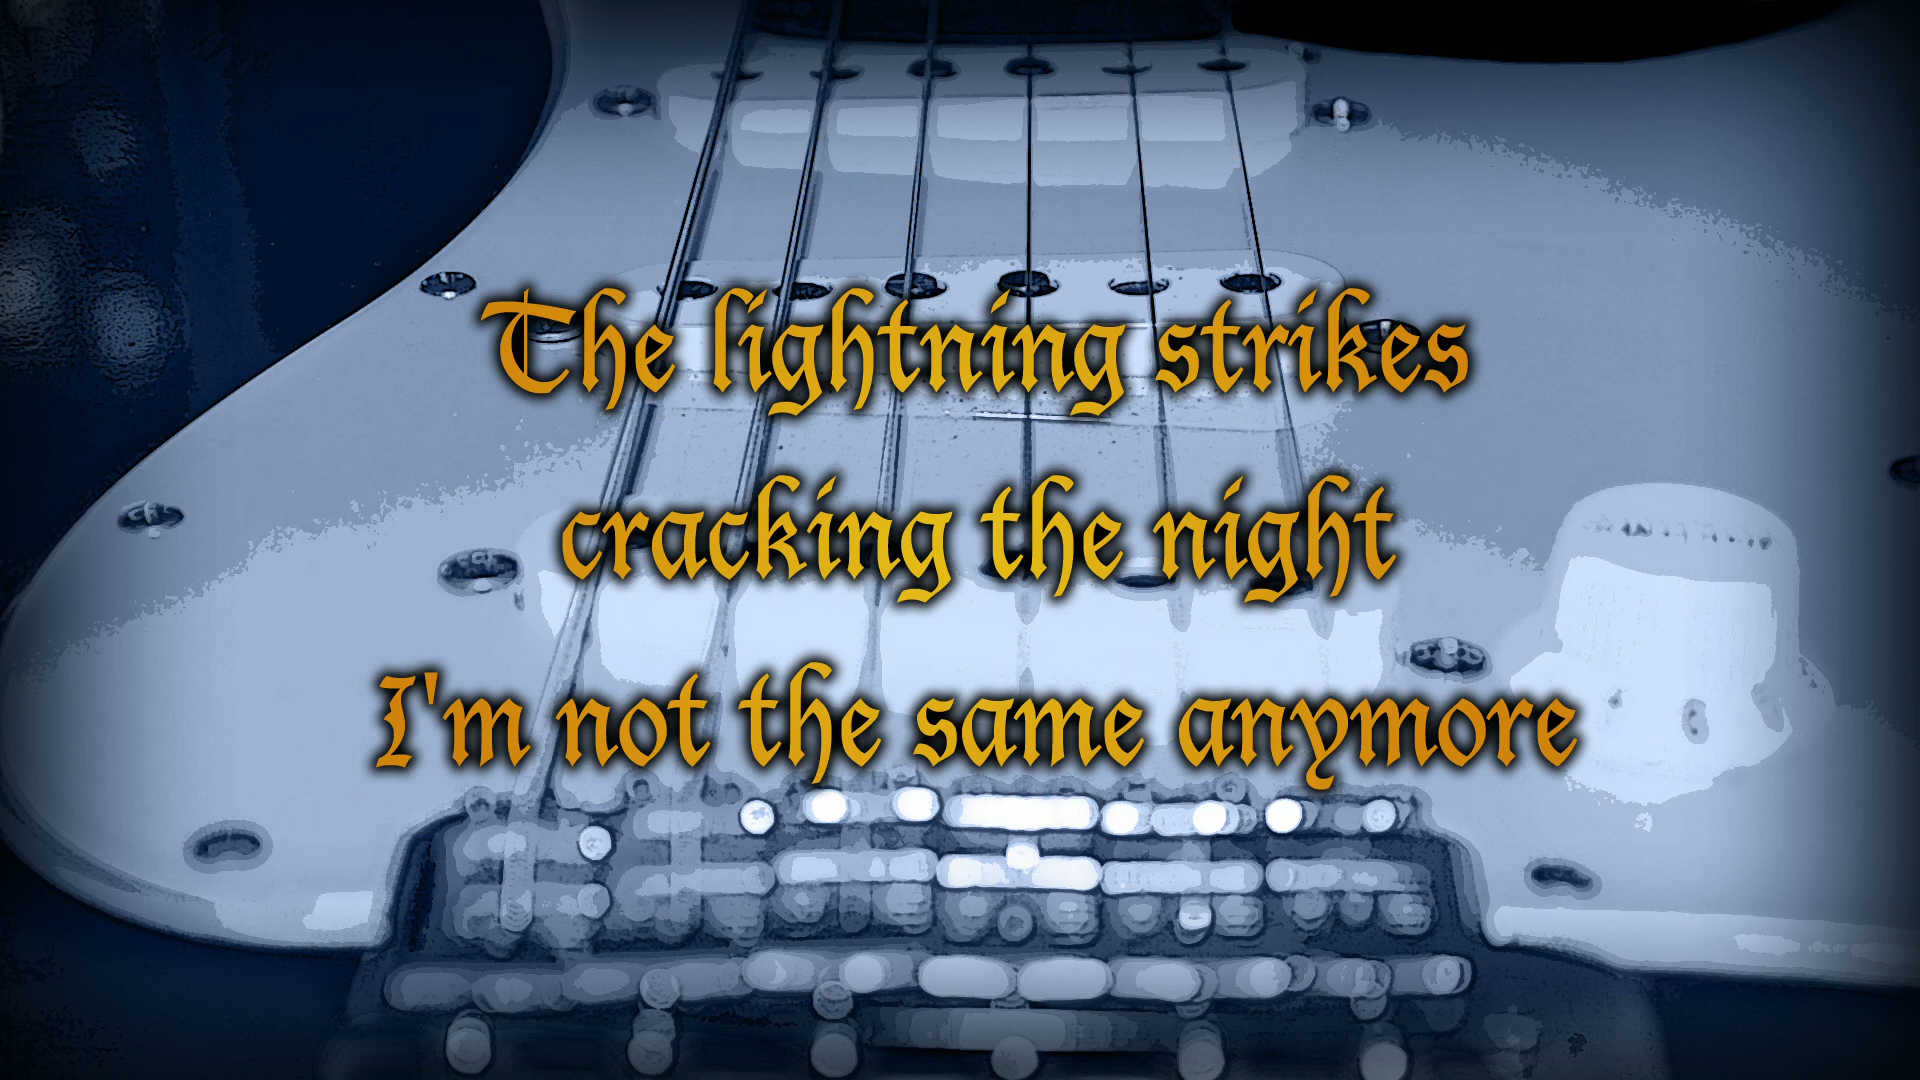 The lightning strikes
cracking the night
I'm not the same anymore